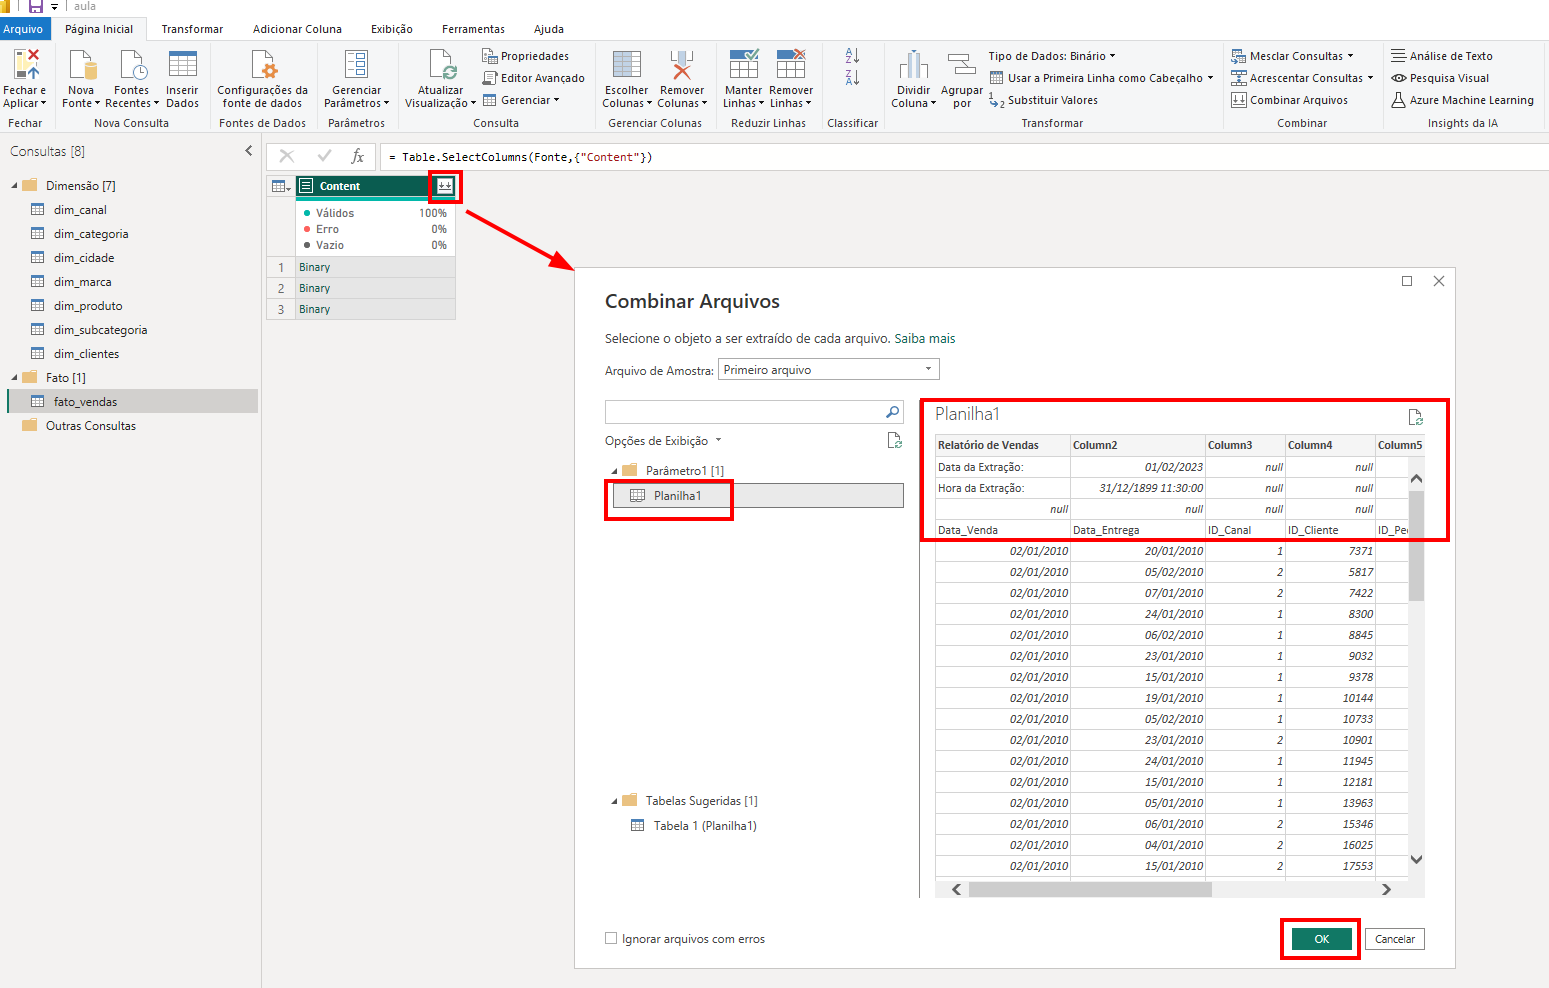 aula
Arquivo Página Inicial Transformar Adicionar Coluna Exibição Ferramentas Ajuda
Fechar e Aplicar
Fechar
Nova Fonte
Fontes Recentes
Inserir Dados
Nova Consulta
Configurações da fonte de dados
Fontes de Dados
Gerenciar Parâmetros
Parâmetros
Atualizar Visualização
Propriedades
Editor Avançado
Gerenciar
Consulta
Escolher Colunas
Remover Colunas
Gerenciar Colunas
Manter Linhas
Remover Linhas
Reduzir Linhas
A Z
Z A
Classificar
Dividir Coluna
Agrupar por
Tipo de Dados: Binário
Usar a Primeira Linha como Cabeçalho
1 2 Substituir Valores
Transformar
Mesclar Consultas
Acrescentar Consultas
Combinar Arquivos
Combinar
Análise de Texto
Pesquisa Visual
Azure Machine Learning
Insights da IA
Consultas [8]
Dimensão [7]
dim_canal
dim_categoria
dim_cidade
dim_marca
dim_produto
dim_subcategoria
dim_clientes
Fato [1]
fato_vendas
Outras Consultas
fx = Table.SelectColumns(Fonte,{"Content"})
Content
Válidos 100%
Erro 0%
Vazio 0%
1 Binary
2 Binary
3 Binary
Combinar Arquivos
Selecione o objeto a ser extraído de cada arquivo. Saiba mais
Arquivo de Amostra: Primeiro arquivo
Opções de Exibição
Parâmetro1 [1]
Planilha1
Tabelas Sugeridas [1]
Tabela 1 (Planilha1)
Planilha1
Relatório de Vendas Column2 Column3 Column4 Column5
Data da Extração: 01/02/2023 null null
Hora da Extração: 31/12/1899 11:30:00 null null
null null null null
Data_Venda Data_Entrega ID_Canal ID_Cliente ID_Pe
02/01/2010 20/01/2010 1 7371
02/01/2010 05/02/2010 2 5817
02/01/2010 07/01/2010 2 7422
02/01/2010 24/01/2010 1 8300
02/01/2010 06/02/2010 1 8845
02/01/2010 23/01/2010 1 9032
02/01/2010 15/01/2010 1 9378
02/01/2010 19/01/2010 1 10144
02/01/2010 05/02/2010 1 10733
02/01/2010 23/01/2010 2 10901
02/01/2010 24/01/2010 1 11945
02/01/2010 15/01/2010 1 12181
02/01/2010 05/01/2010 1 13963
02/01/2010 06/01/2010 2 15346
02/01/2010 04/01/2010 2 16025
02/01/2010 15/01/2010 2 17553
Ignorar arquivos com erros
OK Cancelar